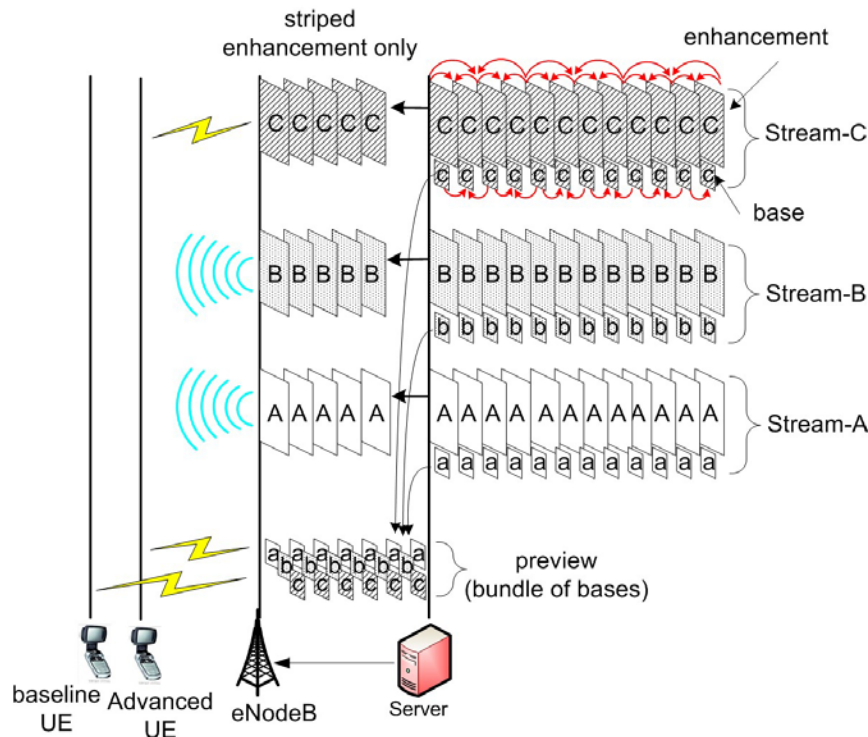 striped
enhancement only
enhancement
C C C C C
C C C C C C C C C C C C
Stream-C
c c c c c c c c c c c c
base
B B B B B
B B B B B B B B B B B B
Stream-B
b b b b b b b b b b b b
A A A A A
A A A A A A A A A A A A
Stream-A
a a a a a a a a a a a a
a a a a a a a
b b b b b b
c c c c c c
preview
(bundle of bases)
baseline
UE
Advanced
UE
eNodeB
Server